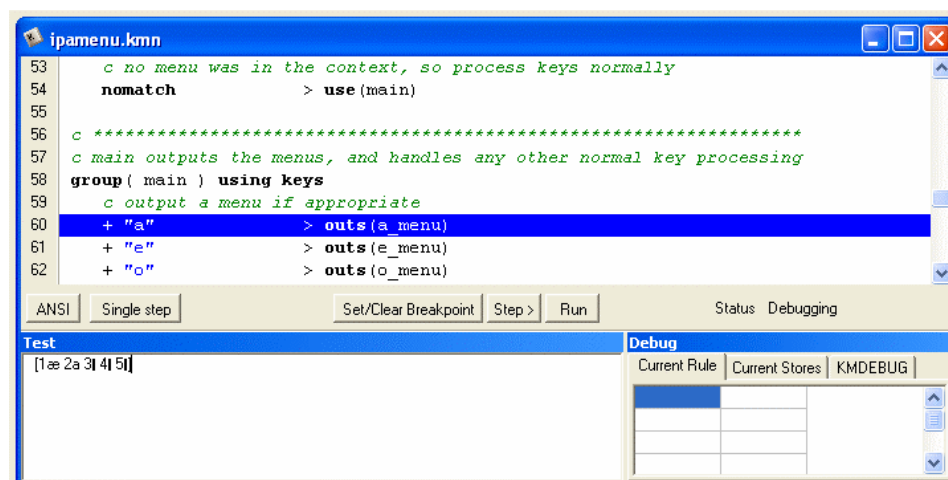 ipamenu.kmn
53 c no menu was in the context, so process keys normally
54 nomatch > use(main)
55
56 c *******************************************************************
57 c main outputs the menus, and handles any other normal key processing
58 group( main ) using keys
59 c output a menu if appropriate
60 + "a" > outs(a_menu)
61 + "e" > outs(e_menu)
62 + "o" > outs(o_menu)
ANSI Single step Set/Clear Breakpoint Step > Run Status Debugging
Test Debug
[1æ 2a 3 4 5]
Current Rule Current Stores KMDEBUG